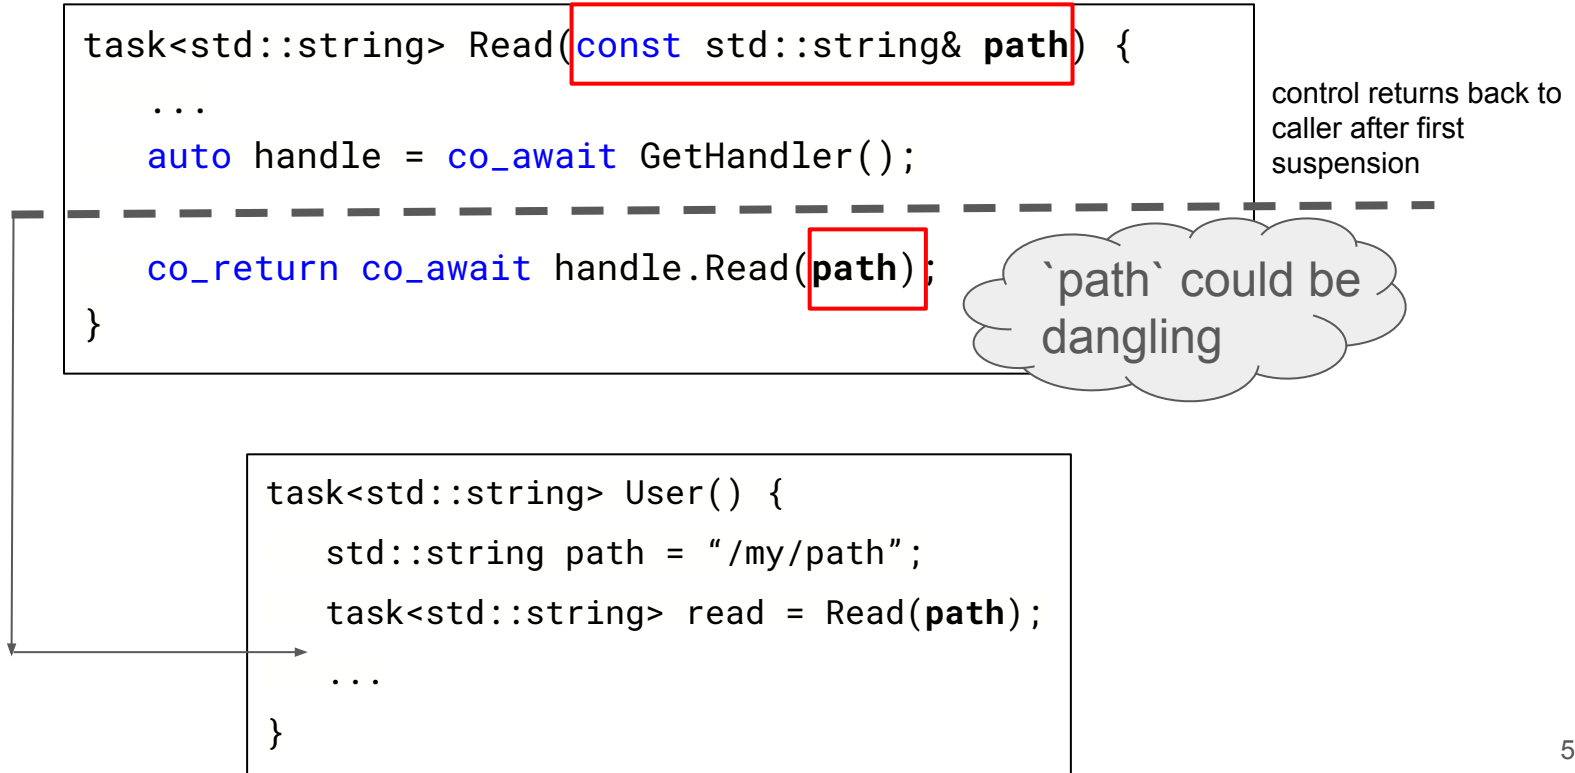 task<std::string> Read(const std::string& path) {
...
auto handle = co_await GetHandler();
control returns back to
caller after first
suspension
co_return co_await handle.Read(path);
}
`path` could be
dangling
task<std::string> User() {
std::string path = “/my/path”;
task<std::string> read = Read(path);
...
}
5